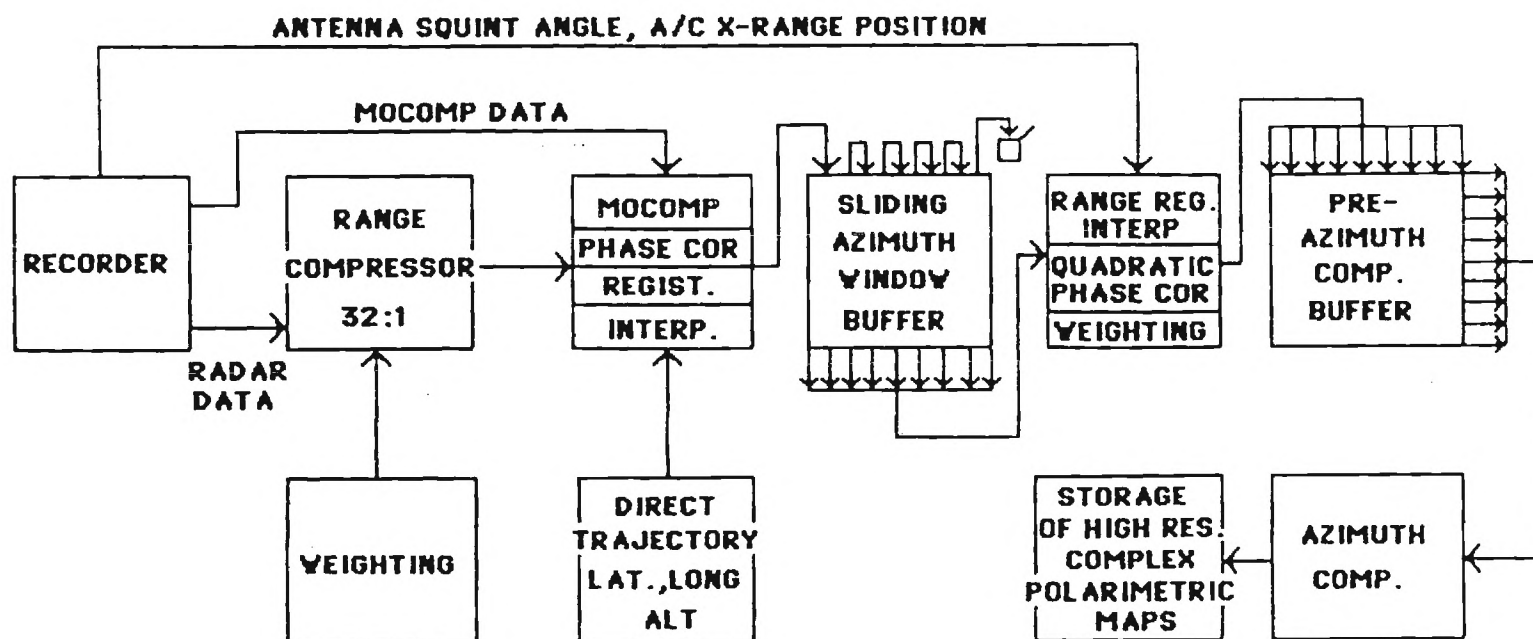 ANTENNA SQUINT ANGLE, A/C X-RANGE POSITION
MOCOMP DATA
RECORDER
RADAR
DATA
RANGE
COMPRESSOR
32:1
WEIGHTING
MOCOMP
PHASE COR
REGIST.
INTERP.
DIRECT
TRAJECTORY
LAT.,LONG
ALT
SLIDING
AZIMUTH
WINDOW
BUFFER
RANGE REG.
INTERP
QUADRATIC
PHASE COR
WEIGHTING
PRE-
AZIMUTH
COMP.
BUFFER
AZIMUTH
COMP.
STORAGE
OF HIGH RES.
COMPLEX
POLARIMETRIC
MAPS